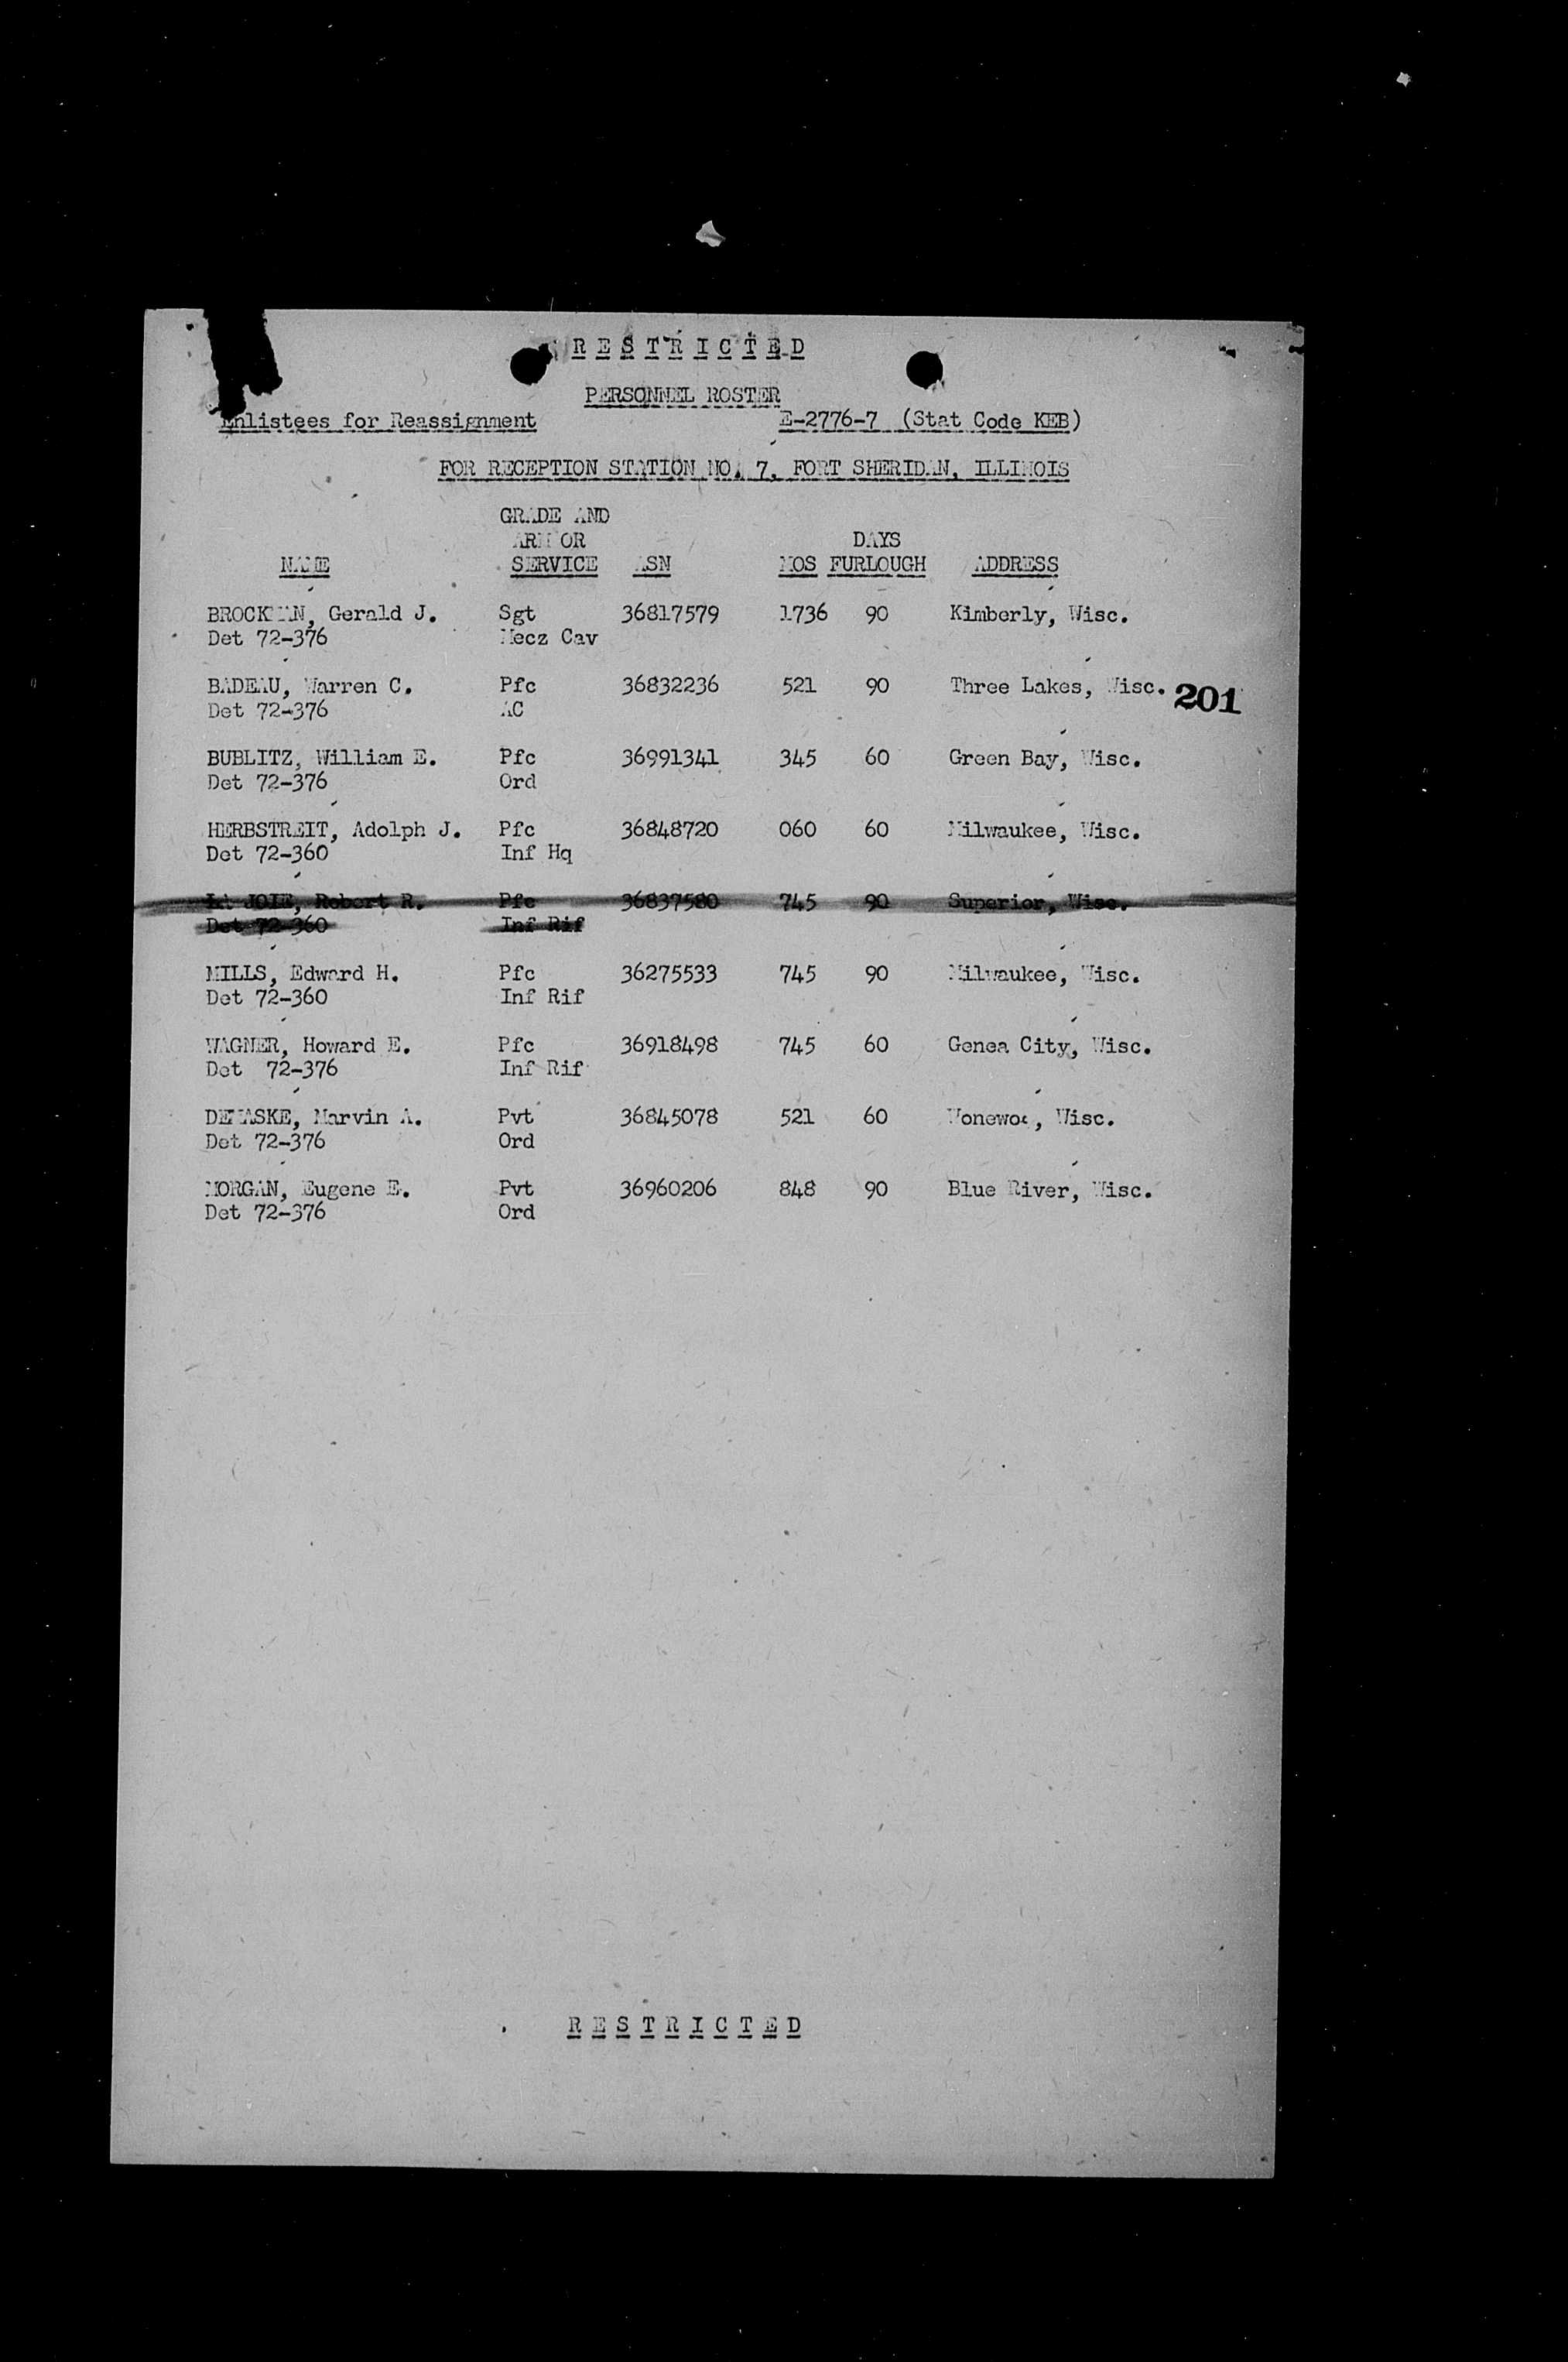 RESTRICTED
PERSONNEL ROSTER
Enlistees for Reassignment E-2776-7 (Stat Code KEB)
FOR RECEPTION STATION NO. 7, FORT SHERIDAN, ILLINOIS
GRADE AND
ARM OR DAYS
NAME SERVICE ASN MOS FURLOUGH ADDRESS
BROCKMAN, Gerald J. Sgt 36817579 1736 90 Kimberly, Wisc.
Det 72-376 Mecz Cav
BADEAU, Warren C. Pfc 36832236 521 90 Three Lakes, Wisc. 201
Det 72-376 AC
BUBLITZ, William E. Pfc 36991341 345 60 Green Bay, Wisc.
Det 72-376 Ord
HERBSTREIT, Adolph J. Pfc 36848720 060 60 Milwaukee, Wisc.
Det 72-360 Inf Hq
LA JOIE, Robert R. Pfc 36837580 745 90 Superior, Wisc.
Det 72-360 Inf Rif
MILLS, Edward H. Pfc 36275533 745 90 Milwaukee, Wisc.
Det 72-360 Inf Rif
WAGNER, Howard E. Pfc 36918498 745 60 Genea City, Wisc.
Det 72-376 Inf Rif
Marvin A. Pvt 36845078 521 60 Wisc.
Det 72-376 Ord
MORGAN, Eugene E. Pvt 36960206 848 90 Blue River, Wisc.
Det 72-376 Ord
RESTRICTED